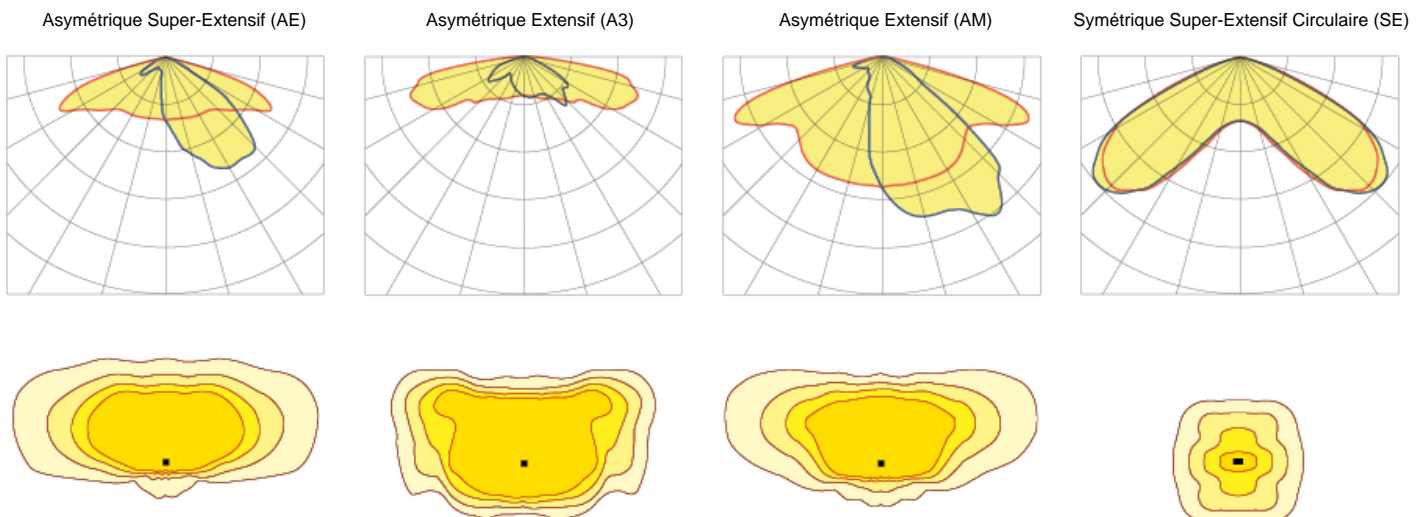 Asymétrique Super-Extensif (AE)
Asymétrique Extensif (A3)
Asymétrique Extensif (AM)
Symétrique Super-Extensif Circulaire (SE)